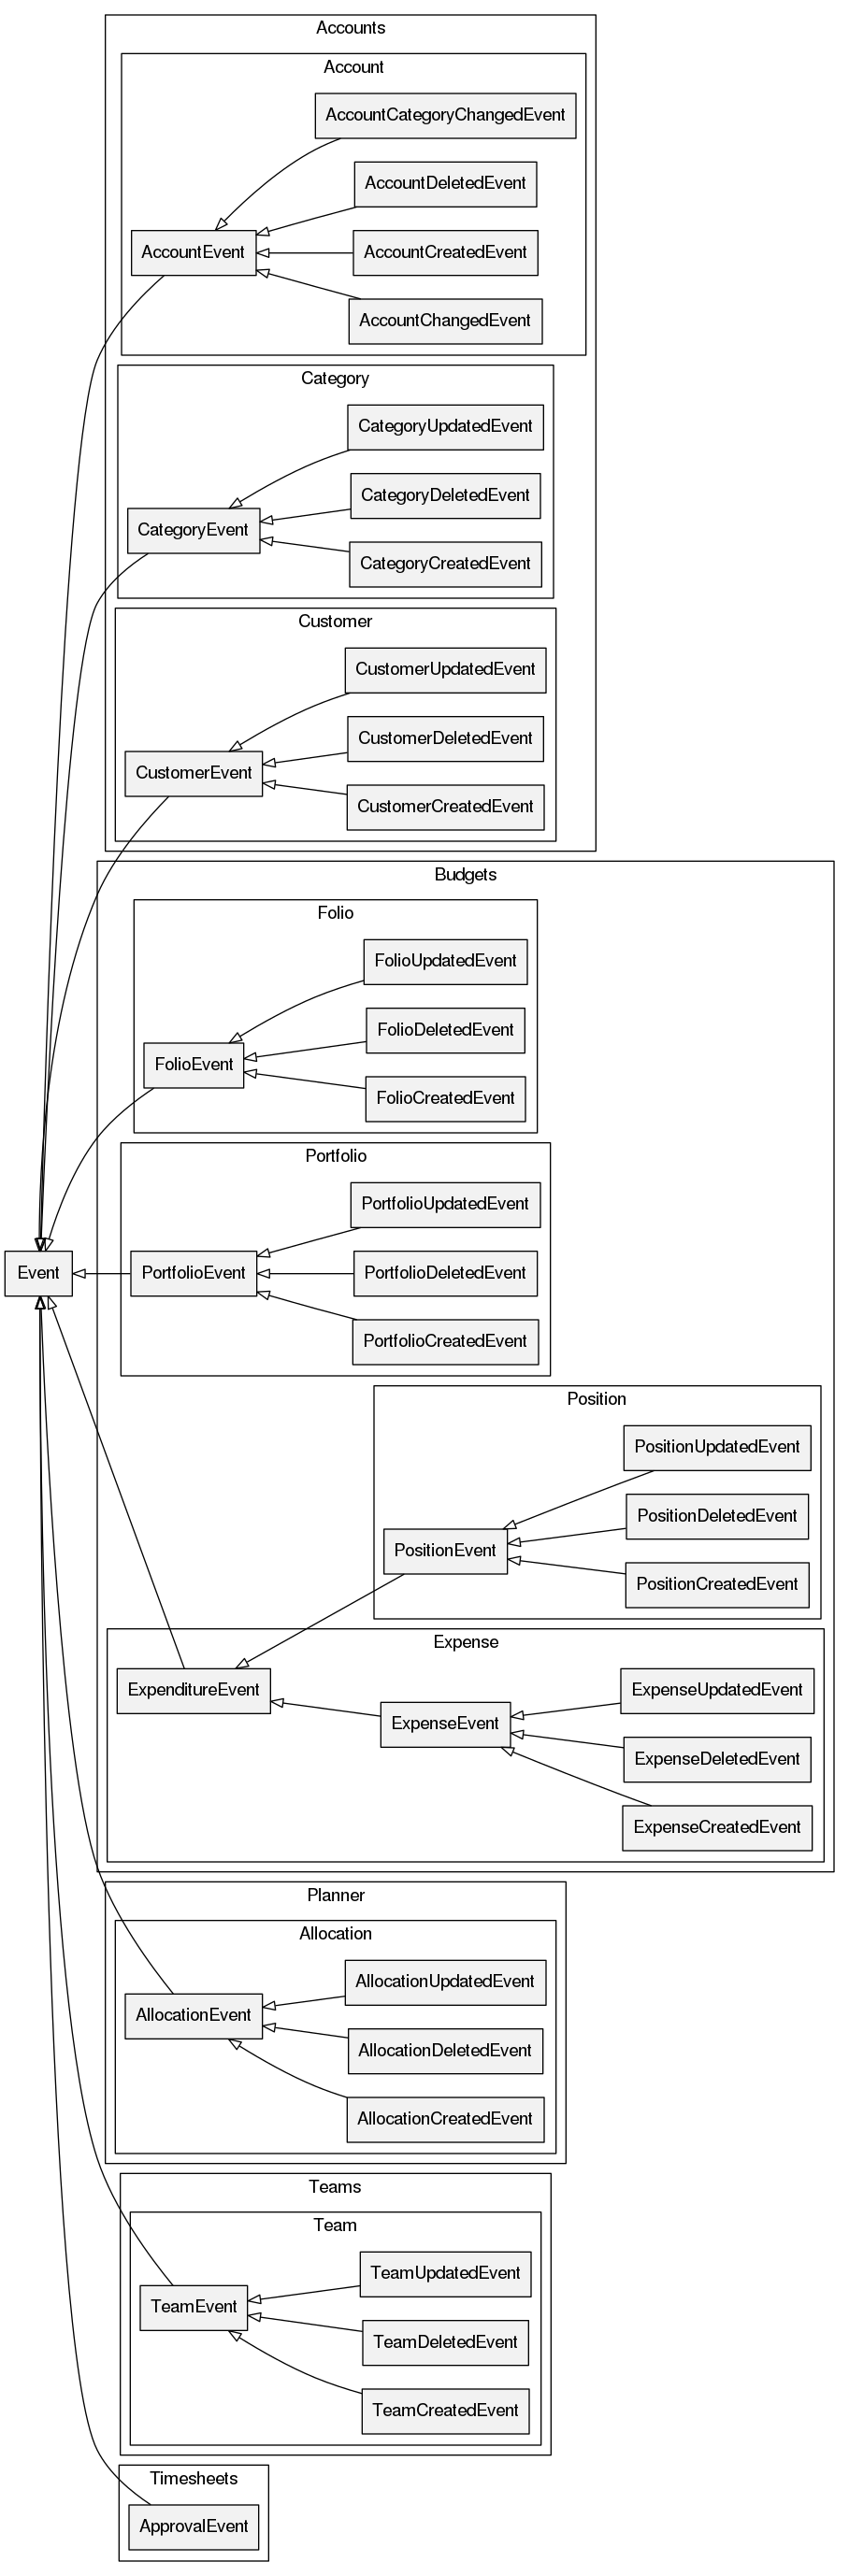 Accounts
Account
AccountCategoryChangedEvent
AccountDeletedEvent
AccountEvent
AccountCreatedEvent
AccountChangedEvent
Category
CategoryUpdatedEvent
CategoryDeletedEvent
CategoryEvent
CategoryCreatedEvent
Customer
CustomerUpdatedEvent
CustomerDeletedEvent
CustomerEvent
CustomerCreatedEvent
Budgets
Folio
FolioUpdatedEvent
FolioDeletedEvent
FolioEvent
FolioCreatedEvent
Portfolio
PortfolioUpdatedEvent
Event
PortfolioEvent
PortfolioDeletedEvent
PortfolioCreatedEvent
Position
PositionUpdatedEvent
PositionDeletedEvent
PositionEvent
PositionCreatedEvent
Expense
ExpenditureEvent
ExpenseUpdatedEvent
ExpenseEvent
ExpenseDeletedEvent
ExpenseCreatedEvent
Planner
Allocation
AllocationUpdatedEvent
AllocationEvent
AllocationDeletedEvent
AllocationCreatedEvent
Teams
Team
TeamUpdatedEvent
TeamEvent
TeamDeletedEvent
TeamCreatedEvent
Timesheets
ApprovalEvent